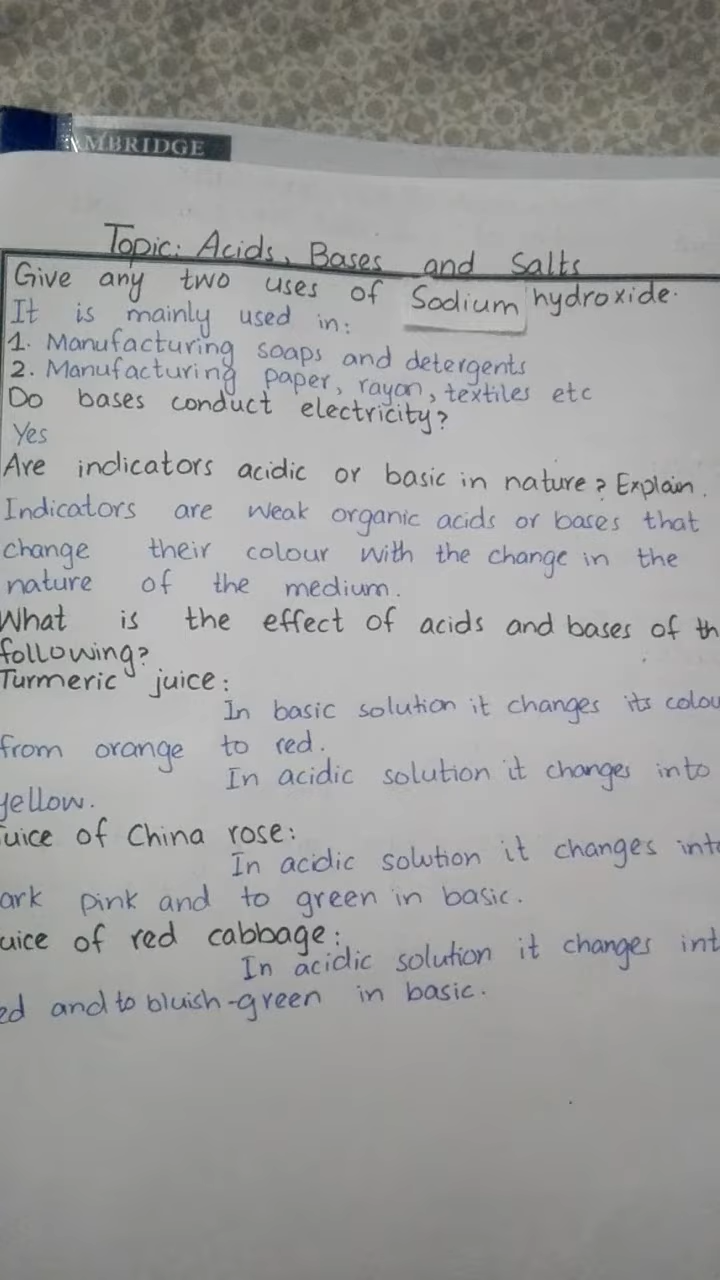 MBRIDGE
Topic: Acids, Bases and Salts
Give any two uses of Sodium hydroxide.
It is mainly used in:
1. Manufacturing soaps and detergents
2. Manufacturing paper, rayon, textiles etc
Do bases conduct electricity?
Yes
Are indicators acidic or basic in nature? Explain.
Indicators are weak organic acids or bases that
change their colour with the change in the
nature of the medium.
What is the effect of acids and bases of th
following?
Turmeric juice:
In basic solution it changes its colou
from orange to red.
In acidic solution it changes into
yellow.
uice of China rose:
In acidic solution it changes into
ark pink and to green in basic.
uice of red cabbage:
In acidic solution it changes int
ed and to bluish-green in basic.